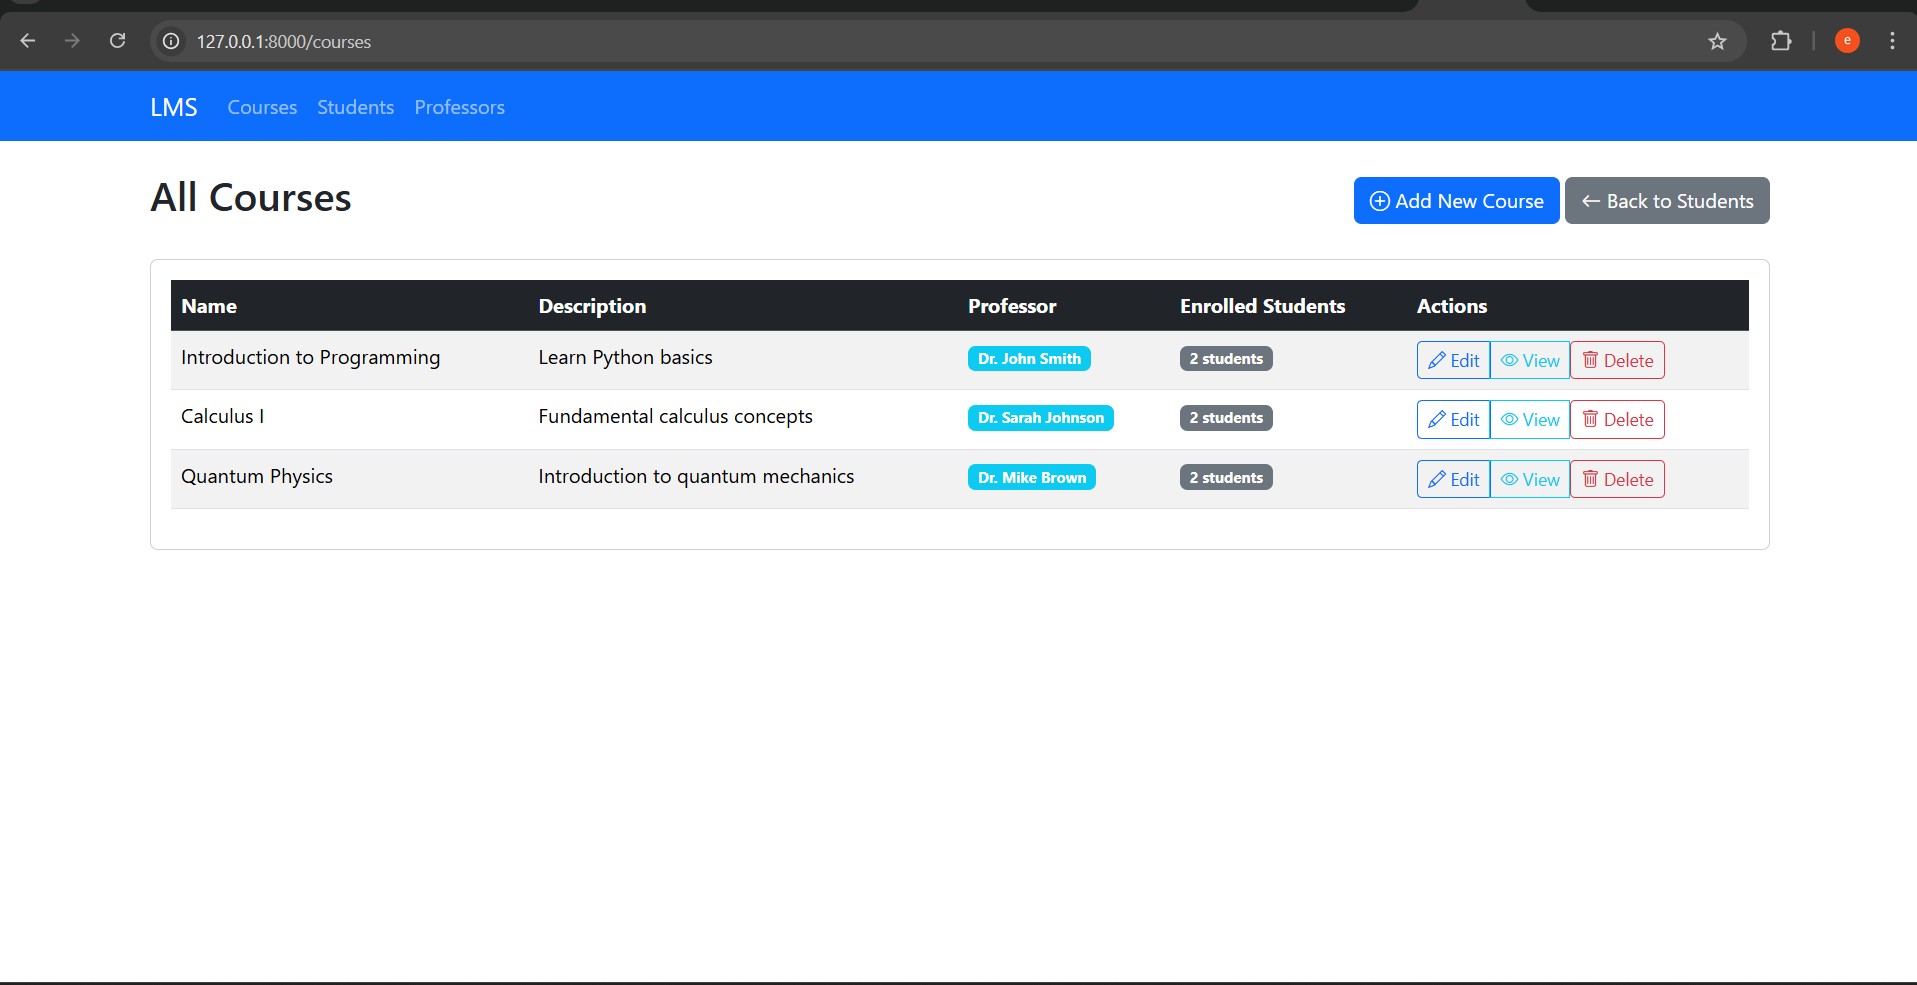 127.0.0.1:8000/courses
e
LMS Courses Students Professors
All Courses
Add New Course
Back to Students
Name Description Professor Enrolled Students Actions
Introduction to Programming Learn Python basics Dr. John Smith 2 students Edit View Delete
Calculus I Fundamental calculus concepts Dr. Sarah Johnson 2 students Edit View Delete
Quantum Physics Introduction to quantum mechanics Dr. Mike Brown 2 students Edit View Delete